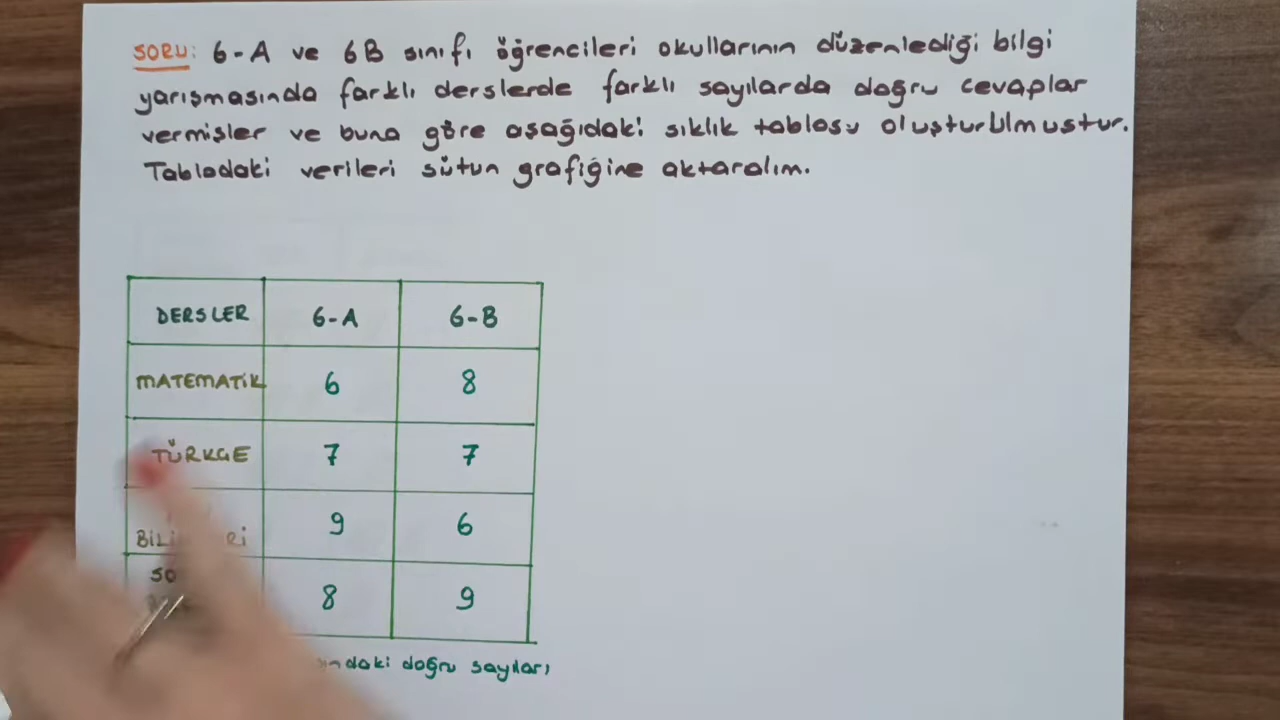 SORU: 6-A ve 6B sınıfı öğrencileri okullarının düzenlediği bilgi
yarışmasında farklı derslerde farklı sayılarda doğru cevaplar
vermişler ve buna göre aşağıdaki sıklık tablosu oluşturulmuştur.
Tablodaki verileri sütun grafiğine aktaralım.
DERSLER 6-A 6-B
MATEMATİK 6 8
TÜRKÇE 7 7
9 6
8 9
doğru sayıları